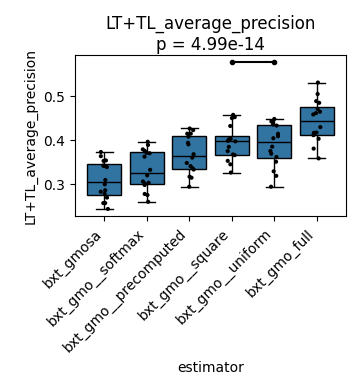 LT+TL_average_precision
p = 4.99e-14
LT+TL_average_precision
0.5
0.4
0.3
bxt_gmosa
bxt_gmo__softmax
bxt_gmo__precomputed
bxt_gmo__square
bxt_gmo__uniform
bxt_gmo_full
estimator